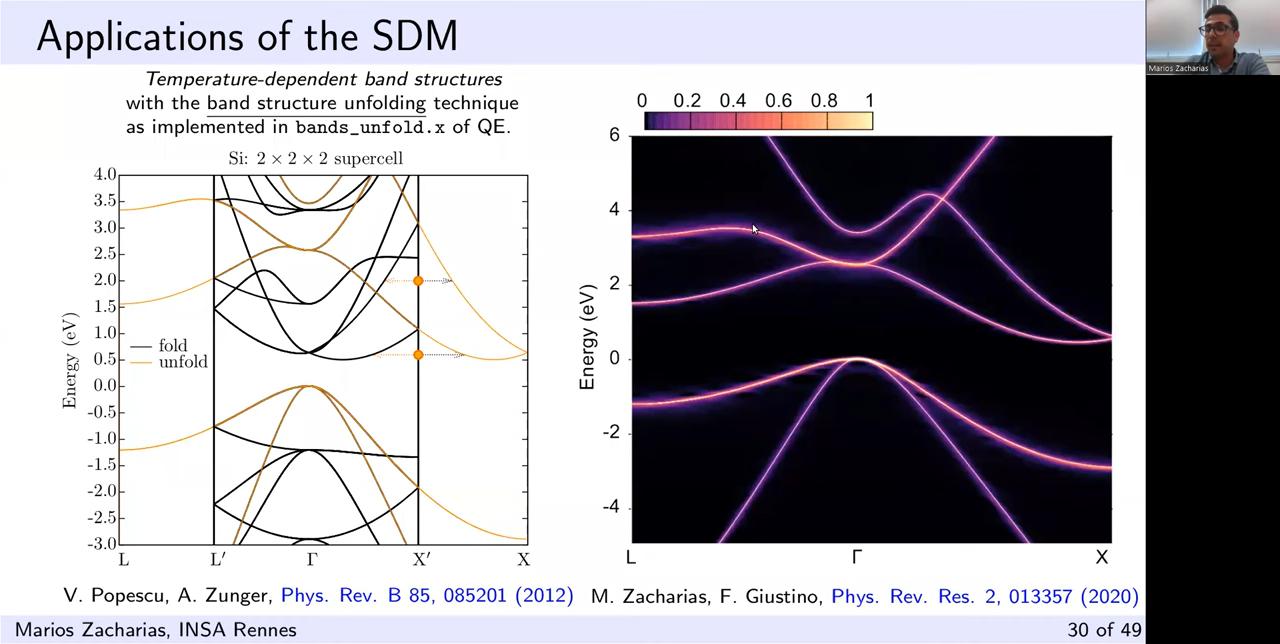 Applications of the SDM
Marios Zacharias
Temperature-dependent band structures
with the band structure unfolding technique
as implemented in bands_unfold.x of QE.
Si: 2 × 2 × 2 supercell
4.0
3.5
3.0
2.5
2.0
1.5
1.0
0.5
0.0
-0.5
-1.0
-1.5
-2.0
-2.5
-3.0
Energy (eV)
fold
unfold
L L′ Γ X′ X
0 0.2 0.4 0.6 0.8 1
6
4
2
0
-2
-4
Energy (eV)
L Γ X
V. Popescu, A. Zunger, Phys. Rev. B 85, 085201 (2012)
M. Zacharias, F. Giustino, Phys. Rev. Res. 2, 013357 (2020)
Marios Zacharias, INSA Rennes
30 of 49